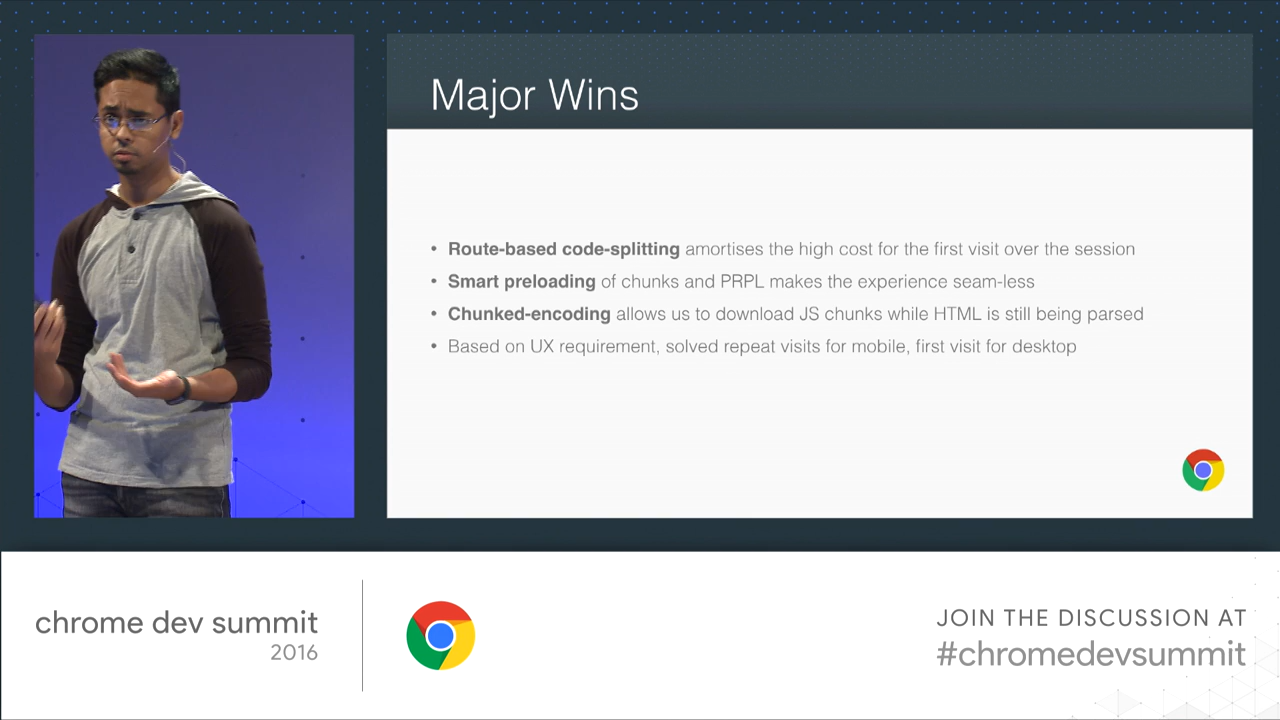 Major Wins
• Route-based code-splitting amortises the high cost for the first visit over the session
• Smart preloading of chunks and PRPL makes the experience seam-less
• Chunked-encoding allows us to download JS chunks while HTML is still being parsed
• Based on UX requirement, solved repeat visits for mobile, first visit for desktop
chrome dev summit
2016
JOIN THE DISCUSSION AT
#chromedevsummit